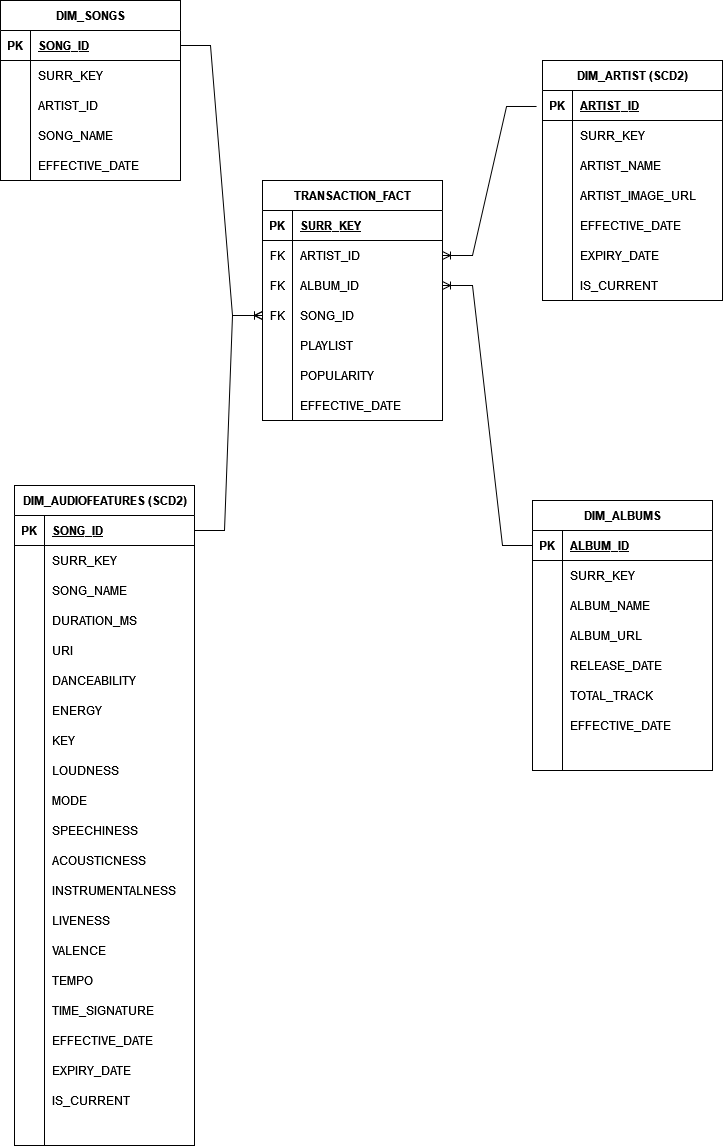 DIM_SONGS
PK SONG_ID
SURR_KEY
ARTIST_ID
SONG_NAME
EFFECTIVE_DATE
DIM_ARTIST (SCD2)
PK ARTIST_ID
SURR_KEY
ARTIST_NAME
ARTIST_IMAGE_URL
EFFECTIVE_DATE
EXPIRY_DATE
IS_CURRENT
TRANSACTION_FACT
PK SURR_KEY
FK ARTIST_ID
FK ALBUM_ID
FK SONG_ID
PLAYLIST
POPULARITY
EFFECTIVE_DATE
DIM_AUDIOFEATURES (SCD2)
PK SONG_ID
SURR_KEY
SONG_NAME
DURATION_MS
URI
DANCEABILITY
ENERGY
KEY
LOUDNESS
MODE
SPEECHINESS
ACOUSTICNESS
INSTRUMENTALNESS
LIVENESS
VALENCE
TEMPO
TIME_SIGNATURE
EFFECTIVE_DATE
EXPIRY_DATE
IS_CURRENT
DIM_ALBUMS
PK ALBUM_ID
SURR_KEY
ALBUM_NAME
ALBUM_URL
RELEASE_DATE
TOTAL_TRACK
EFFECTIVE_DATE